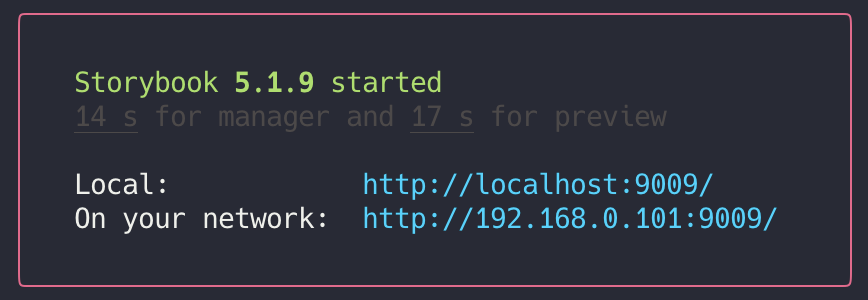 Storybook 5.1.9 started
14 s for manager and 17 s for preview
Local: http://localhost:9009/
On your network: http://192.168.0.101:9009/